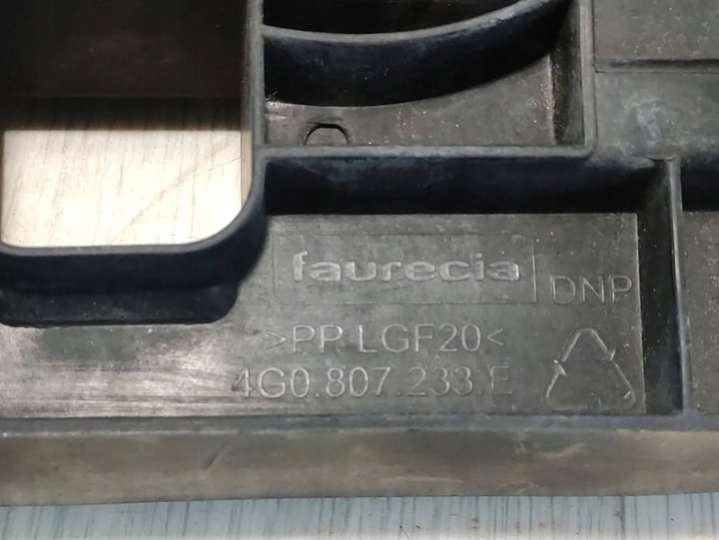 faurecia DNP
>PP LGF20<
4G0.807.233.E